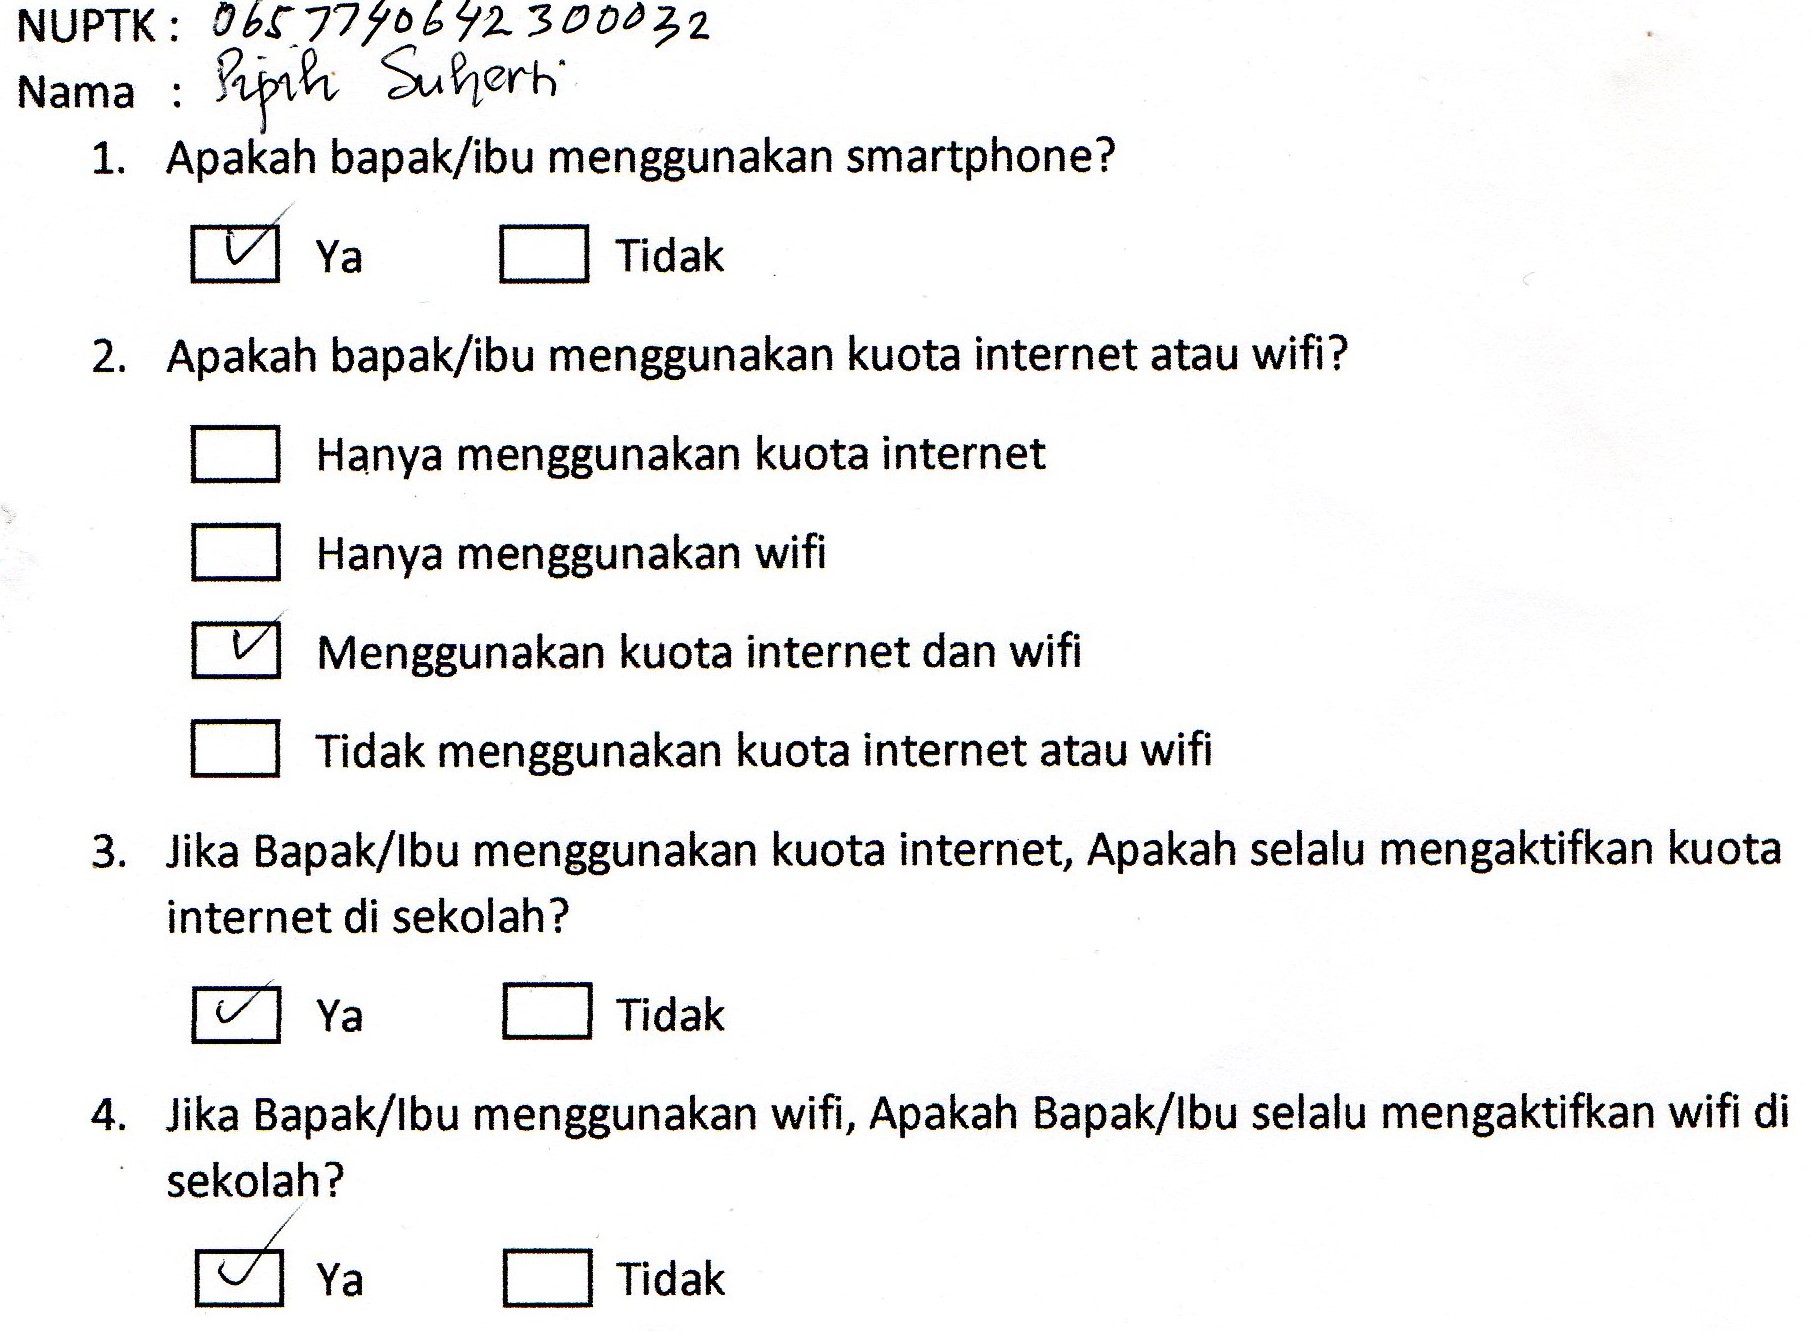 NUPTK : 0657740642300032
Nama : Pipih Suherti
1. Apakah bapak/ibu menggunakan smartphone?
Ya Tidak
2. Apakah bapak/ibu menggunakan kuota internet atau wifi?
Hanya menggunakan kuota internet
Hanya menggunakan wifi
Menggunakan kuota internet dan wifi
Tidak menggunakan kuota internet atau wifi
3. Jika Bapak/Ibu menggunakan kuota internet, Apakah selalu mengaktifkan kuota
internet di sekolah?
Ya Tidak
4. Jika Bapak/Ibu menggunakan wifi, Apakah Bapak/Ibu selalu mengaktifkan wifi di
sekolah?
Ya Tidak